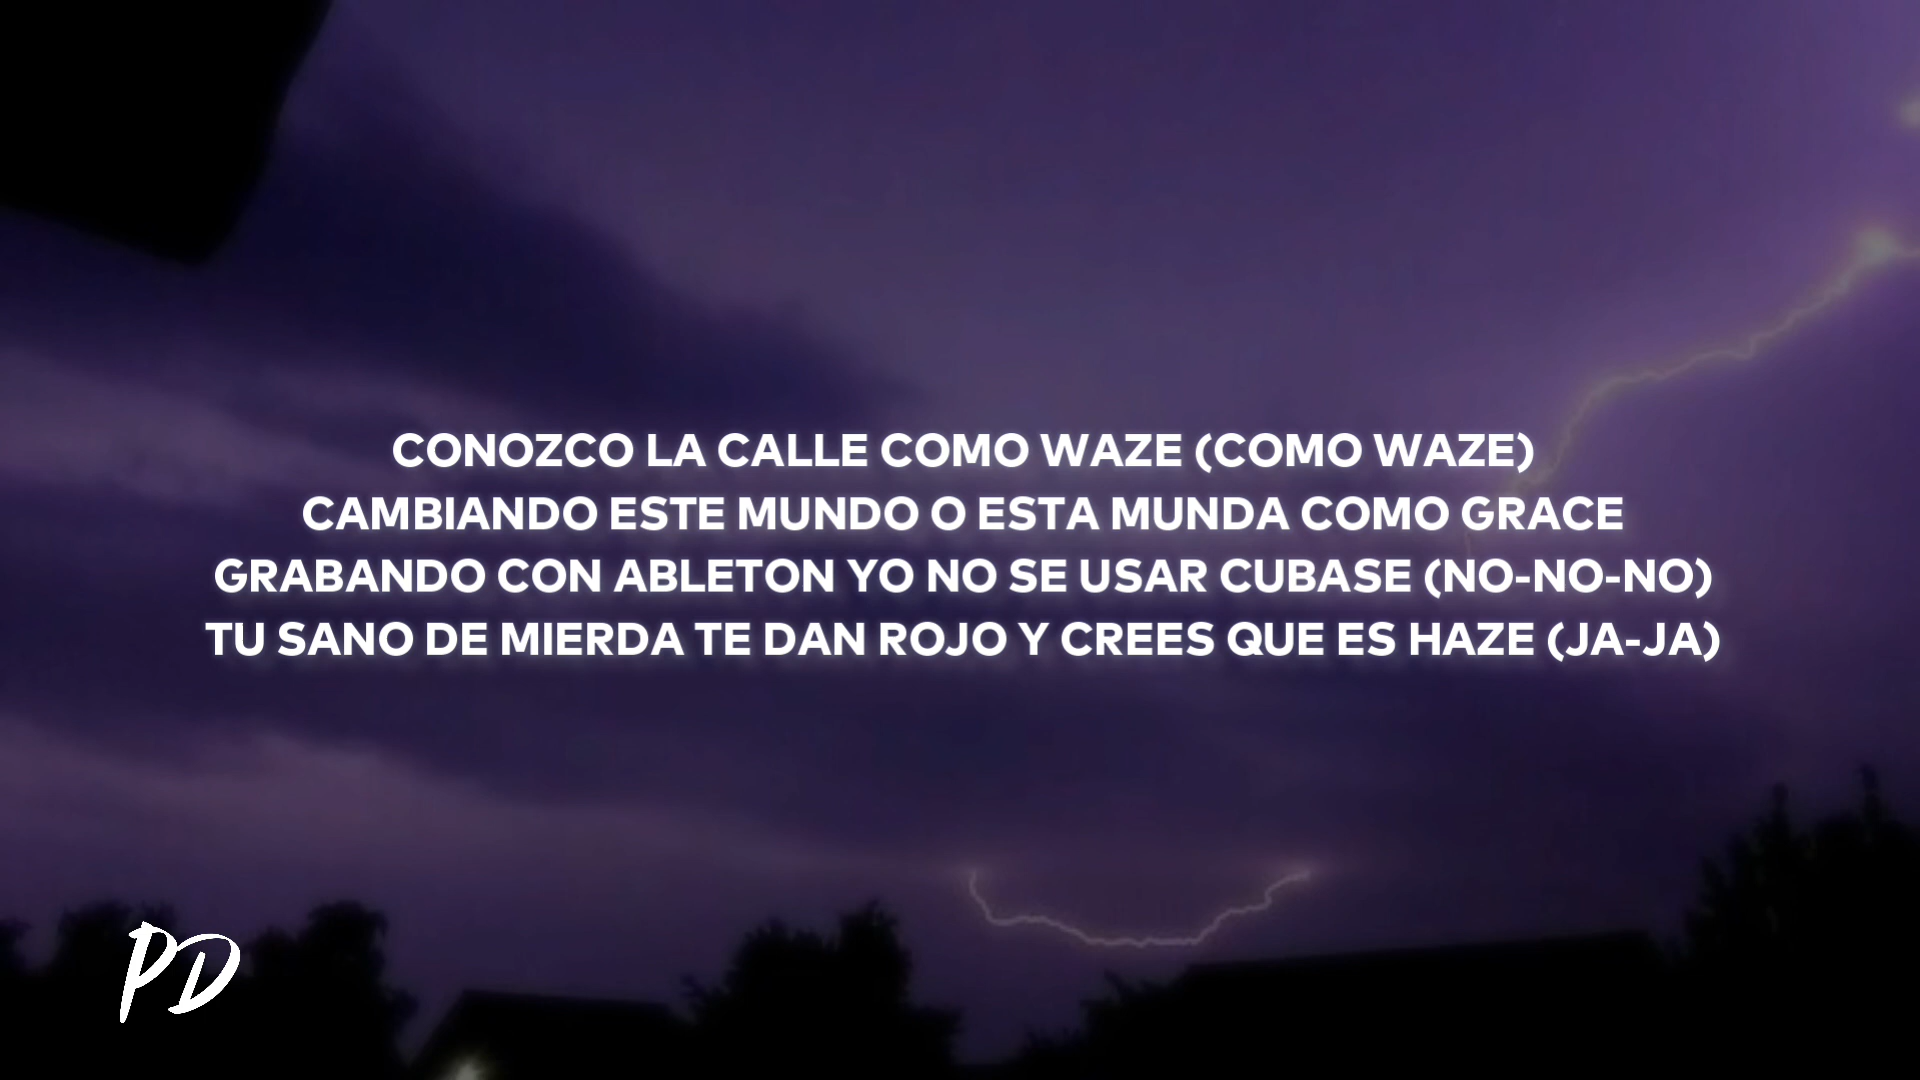 CONOZCO LA CALLE COMO WAZE (COMO WAZE)
CAMBIANDO ESTE MUNDO O ESTA MUNDA COMO GRACE
GRABANDO CON ABLETON YO NO SE USAR CUBASE (NO-NO-NO)
TU SANO DE MIERDA TE DAN ROJO Y CREES QUE ES HAZE (JA-JA)
PD